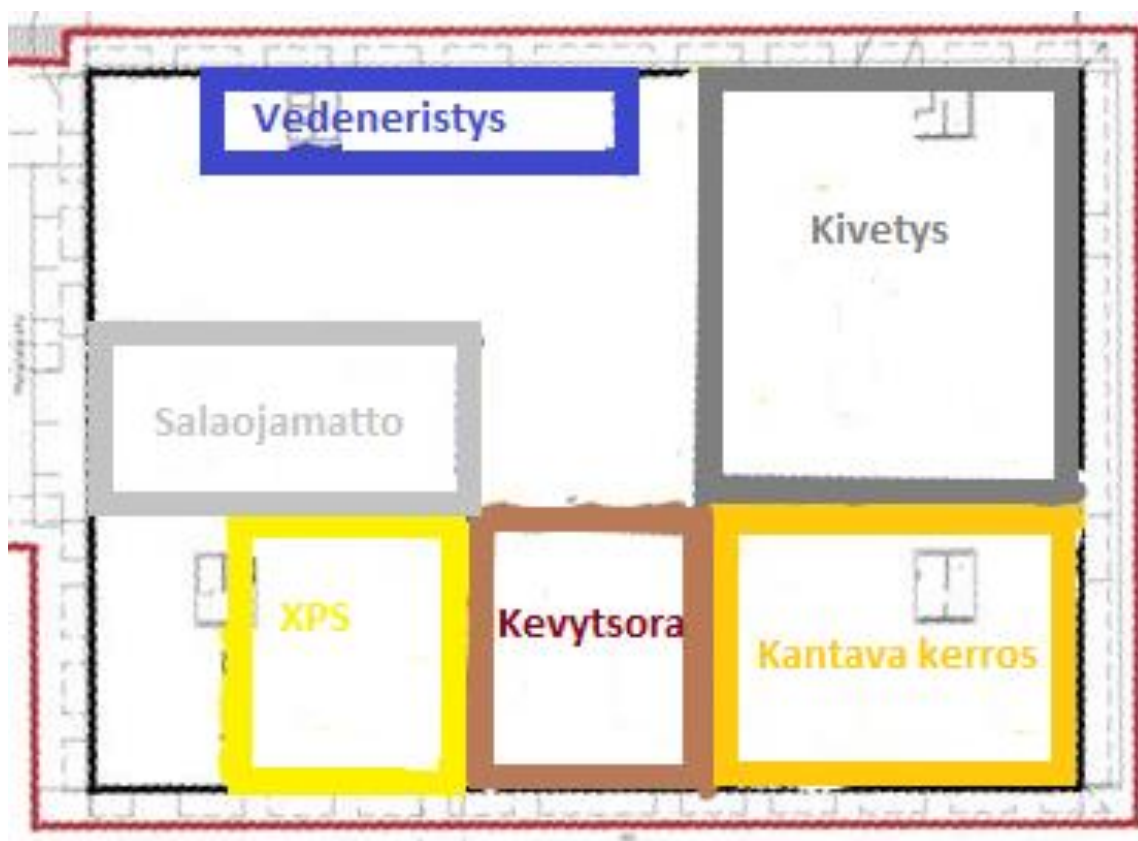 Vedeneristys
Kivetys
Salaojamatto
XPS
Kevytsora
Kantava kerros